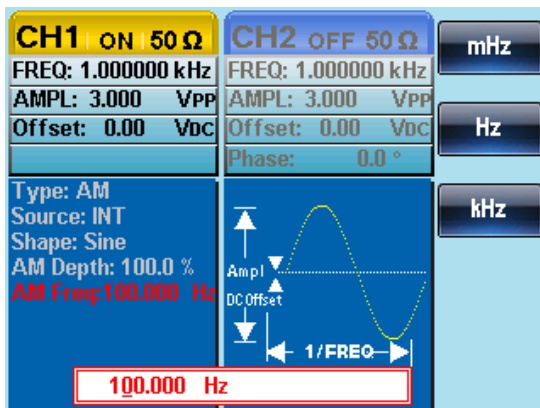 CH1 ON 50 Ω
FREQ: 1.000000 kHz
AMPL: 3.000 VPP
Offset: 0.00 VDC
CH2 OFF 50 Ω
FREQ: 1.000000 kHz
AMPL: 3.000 VPP
Offset: 0.00 VDC
Phase: 0.0 °
mHz
Hz
kHz
Type: AM
Source: INT
Shape: Sine
AM Depth: 100.0 %
AM Freq:100.000 Hz
Ampl
DC Offset
1/FREQ
100.000 Hz